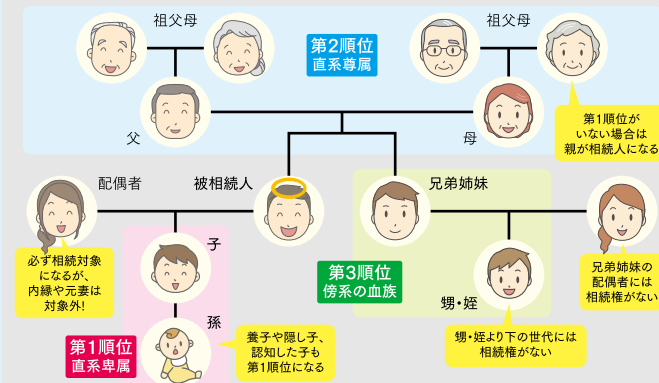 祖父母
祖父母
第2順位
直系尊属
父
母
第1順位が
いない場合は
親が相続人になる
配偶者
被相続人
兄弟姉妹
必ず相続対象
になるが、
内縁や元妻は
対象外!
子
第3順位
傍系の血族
甥・姪
兄弟姉妹の
配偶者には
相続権がない
孫
第1順位
直系卑属
養子や隠し子、
認知した子も
第1順位になる
甥・姪より下の世代には
相続権がない